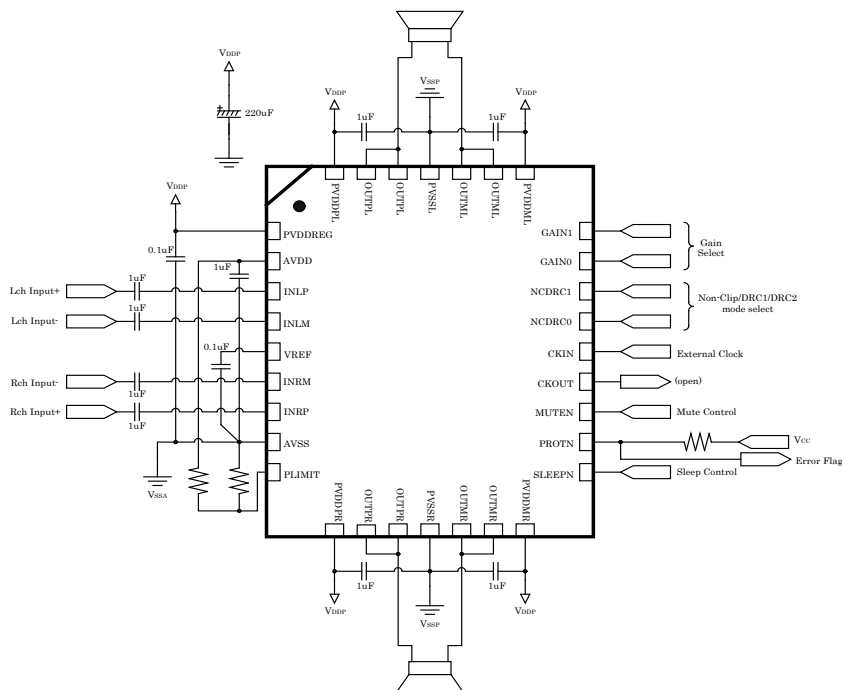 VDDP
220uF
VDDP
VSSP
VDDP
1uF
1uF
PVDDPL
OUTPL
OUTPL
PVSSL
OUTML
OUTML
PVDDML
VDDP
0.1uF
PVDDREG
AVDD
1uF
Lch Input+
1uF
INLP
Lch Input-
1uF
INLM
0.1uF
VREF
Rch Input-
1uF
INRM
Rch Input+
1uF
INRP
AVSS
VSSA
PLIMIT
GAIN1
GAIN0
Gain
Select
NCDRC1
NCDRC0
Non-Clip/DRC1/DRC2
mode select
CKIN
External Clock
CKOUT
(open)
MUTEN
Mute Control
PROTN
Vcc
Error Flag
SLEEPN
Sleep Control
PVDDPR
OUTPR
OUTPR
PVSSR
OUTMR
OUTMR
PVDDMR
1uF
1uF
VDDP
VSSP
VDDP